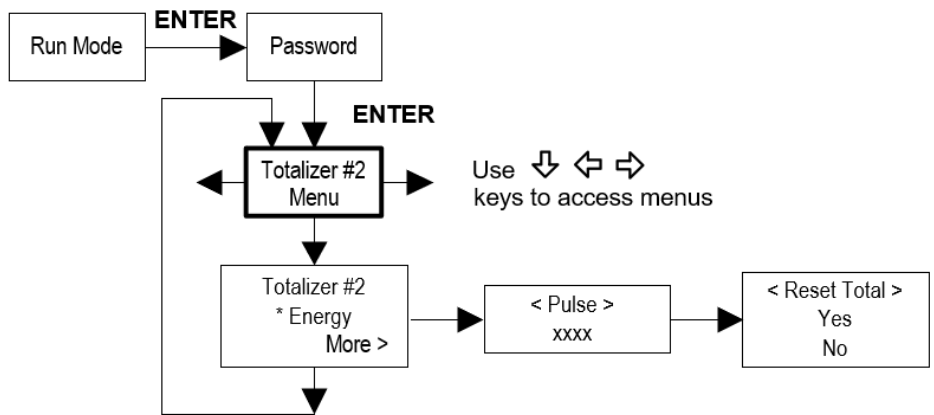 ENTER
Run Mode
Password
ENTER
Totalizer #2
Menu
Use
keys to access menus
Totalizer #2
* Energy
More >
< Pulse >
xxxx
< Reset Total >
Yes
No